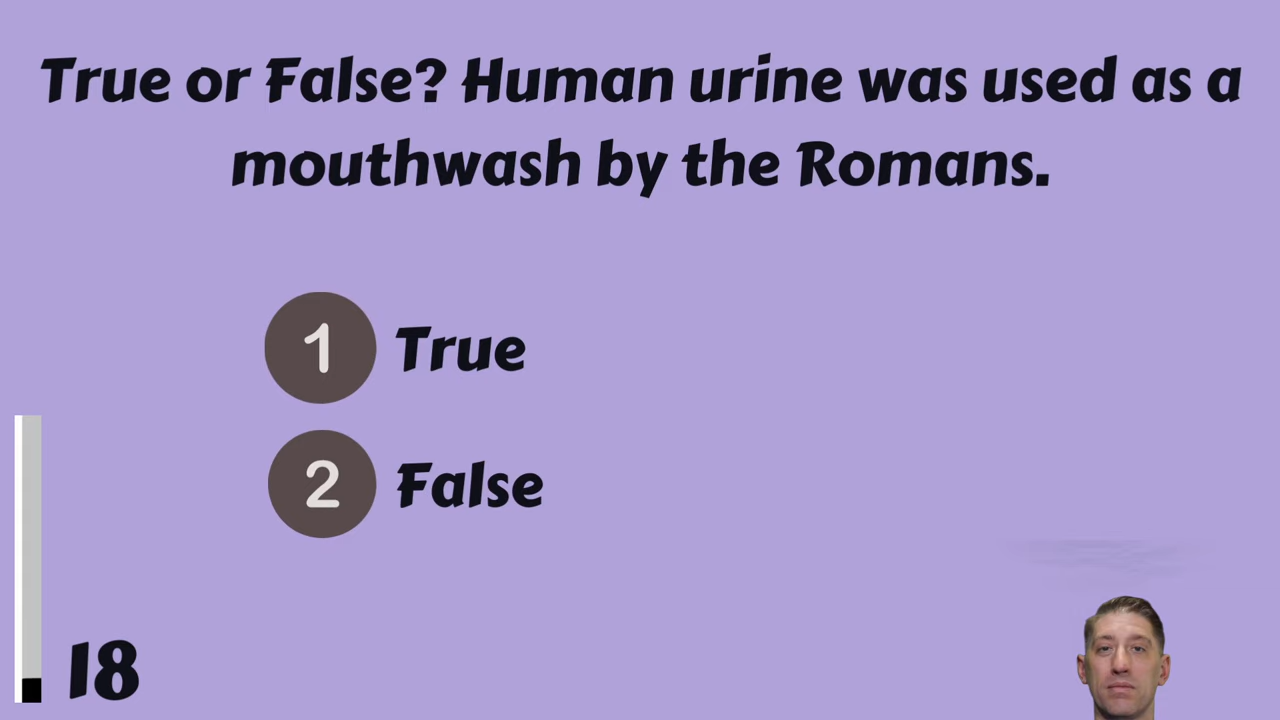 True or False? Human urine was used as a
mouthwash by the Romans.
1 True
2 False
18